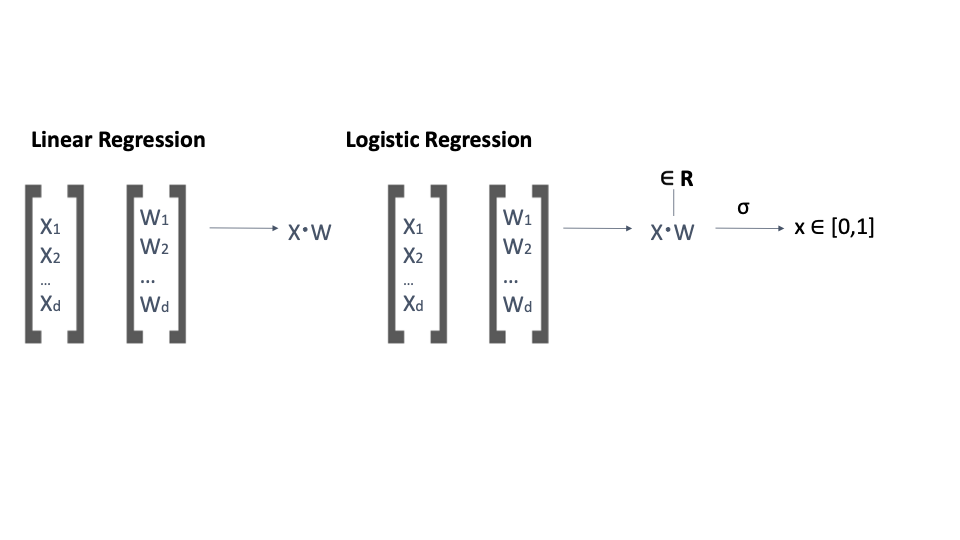 Linear Regression
X1
X2
...
Xd
W1
W2
...
Wd
X·W
Logistic Regression
X1
X2
...
Xd
W1
W2
...
Wd
∈ R
X·W
σ
x ∈ [0,1]